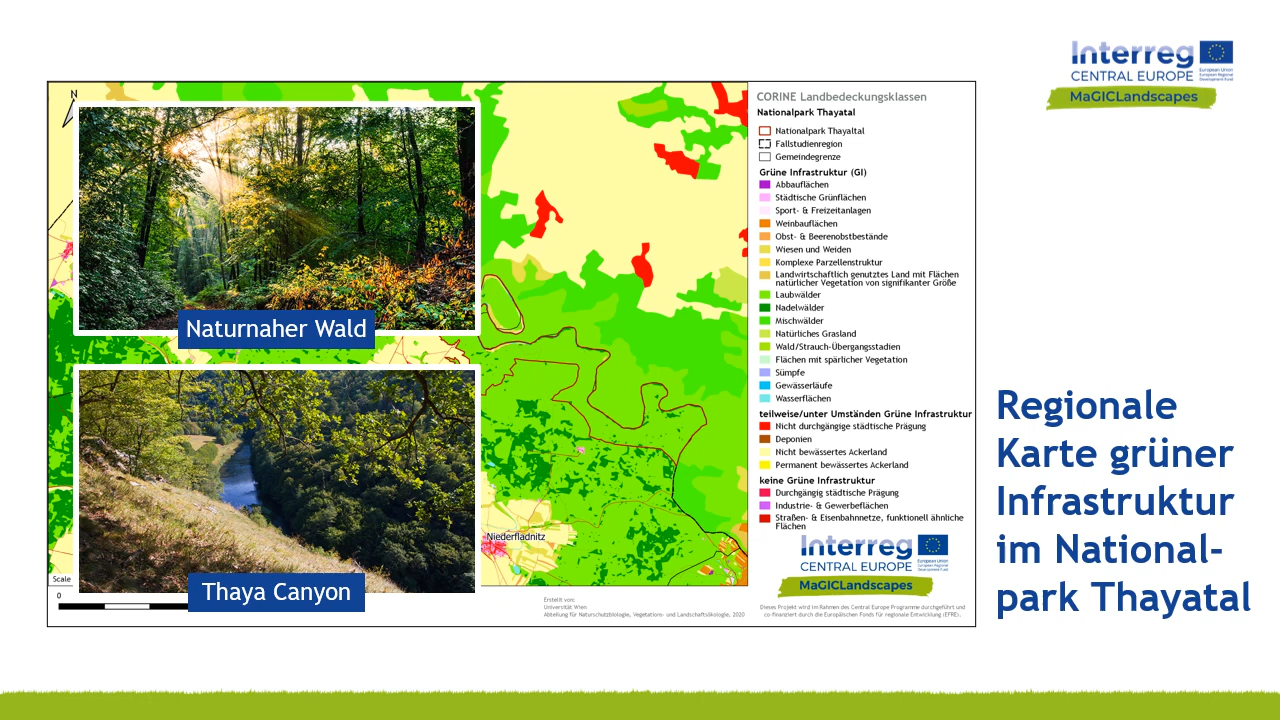 Interreg
CENTRAL EUROPE
European Union
European Regional
Development Fund
MaGICLandscapes
N
Naturnaher Wald
Thaya Canyon
Niederfladnitz
Scale
0
CORINE Landbedeckungsklassen
Nationalpark Thayatal
Nationalpark Thayaltal
Fallstudienregion
Gemeindegrenze
Grüne Infrastruktur (GI)
Abbauflächen
Städtische Grünflächen
Sport- & Freizeitanlagen
Weinbauflächen
Obst- & Beerenobstbestände
Wiesen und Weiden
Komplexe Parzellenstruktur
Landwirtschaftlich genutztes Land mit Flächen
natürlicher Vegetation von signifikanter Größe
Laubwälder
Nadelwälder
Mischwälder
Natürliches Grasland
Wald/Strauch-Übergangsstadien
Flächen mit spärlicher Vegetation
Sümpfe
Gewässerläufe
Wasserflächen
teilweise/unter Umständen Grüne Infrastruktur
Nicht durchgängige städtische Prägung
Deponien
Nicht bewässertes Ackerland
Permanent bewässertes Ackerland
keine Grüne Infrastruktur
Durchgängig städtische Prägung
Industrie- & Gewerbeflächen
Straßen- & Eisenbahnnetze, funktionell ähnliche
Flächen
Interreg
CENTRAL EUROPE
European Union
European Regional
Development Fund
MaGICLandscapes
Erstellt von:
Universität Wien
Abteilung für Naturschutzbiologie, Vegetations- und Landschaftsökologie, 2020
Dieses Projekt wird im Rahmen des Central Europe Programme durchgeführt und
co-finanziert durch die Europäischen Fonds für regionale Entwicklung (EFRE).
Regionale
Karte grüner
Infrastruktur
im National-
park Thayatal